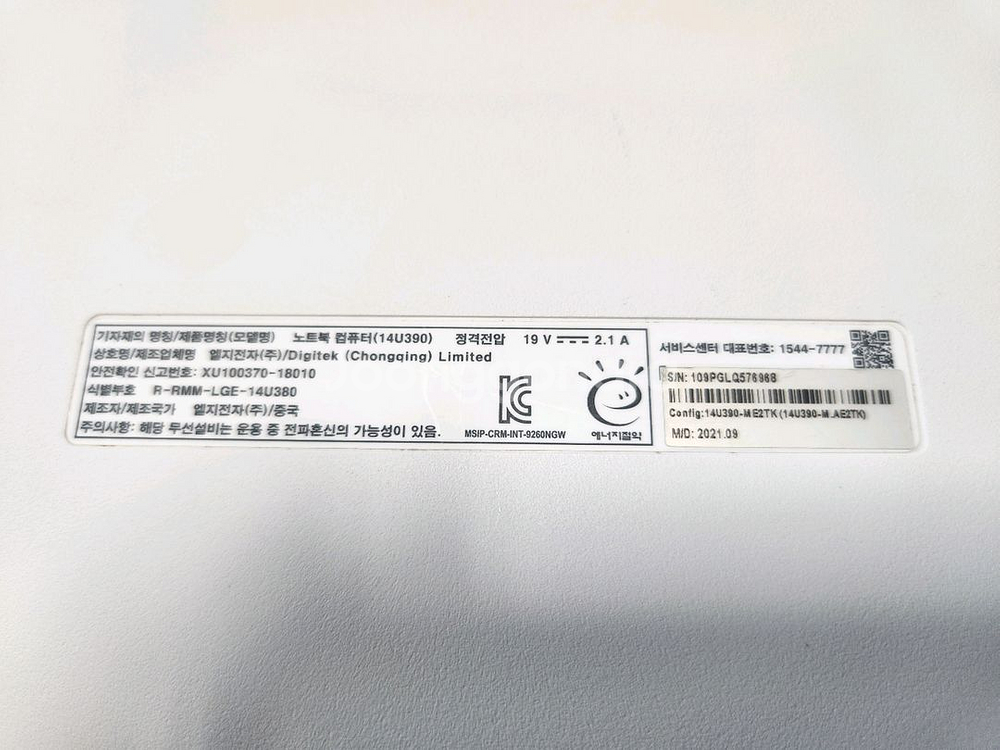 기자재의 명칭/제품명칭(모델명) 노트북 컴퓨터(14U390) 정격전압 19 V 2.1 A
상호명/제조업체명 엘지전자(주)/Digitek (Chongqing) Limited
안전확인 신고번호: XU100370-18010
식별부호 R-RMM-LGE-14U380
제조자/제조국가 엘지전자(주)/중국
주의사항: 해당 무선설비는 운용 중 전파혼신의 가능성이 있음.
MSIP-CRM-INT-9260NGW
에너지절약
서비스센터 대표번호: 1544-7777
S/N: 109PGLQ576968
Config:14U390-ME2TK (14U390-M.AE2TK)
M/D: 2021.09